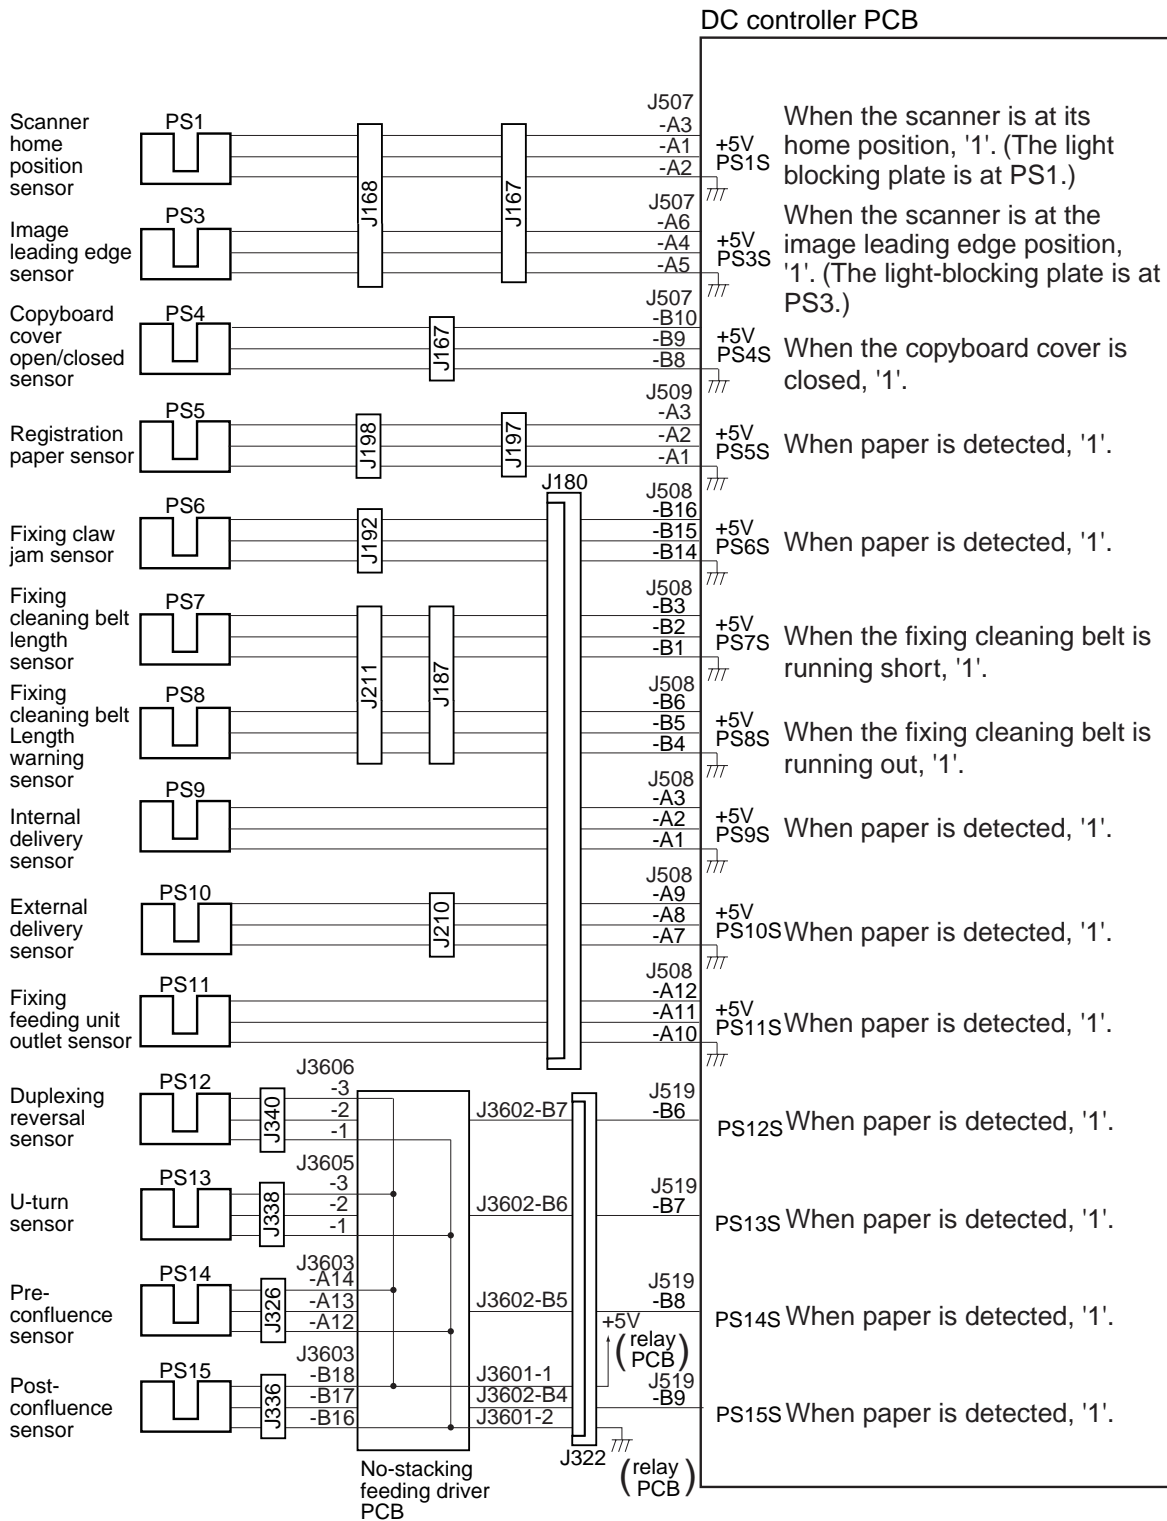 DC controller PCB
Scanner
home
position
sensor
PS1
J168
J167
J507
-A3
-A1
-A2
+5V
PS1S
When the scanner is at its
home position, '1'. (The light
blocking plate is at PS1.)
Image
leading edge
sensor
PS3
J507
-A6
-A4
-A5
+5V
PS3S
When the scanner is at the
image leading edge position,
'1'. (The light-blocking plate is at
PS3.)
Copyboard
cover
open/closed
sensor
PS4
J167
J507
-B10
-B9
-B8
+5V
PS4S
When the copyboard cover is
closed, '1'.
Registration
paper sensor
PS5
J198
J197
J509
-A3
-A2
-A1
+5V
PS5S
When paper is detected, '1'.
J180
Fixing claw
jam sensor
PS6
J192
J508
-B16
-B15
-B14
+5V
PS6S
When paper is detected, '1'.
Fixing
cleaning belt
length
sensor
PS7
J211
J187
J508
-B3
-B2
-B1
+5V
PS7S
When the fixing cleaning belt is
running short, '1'.
Fixing
cleaning belt
Length
warning
sensor
PS8
J508
-B6
-B5
-B4
+5V
PS8S
When the fixing cleaning belt is
running out, '1'.
Internal
delivery
sensor
PS9
J508
-A3
-A2
-A1
+5V
PS9S
When paper is detected, '1'.
External
delivery
sensor
PS10
J210
J508
-A9
-A8
-A7
+5V
PS10S
When paper is detected, '1'.
Fixing
feeding unit
outlet sensor
PS11
J508
-A12
-A11
-A10
+5V
PS11S
When paper is detected, '1'.
Duplexing
reversal
sensor
PS12
J340
J3606
-3
-2
-1
J3602-B7
J519
-B6
PS12S
When paper is detected, '1'.
U-turn
sensor
PS13
J338
J3605
-3
-2
-1
J3602-B6
J519
-B7
PS13S
When paper is detected, '1'.
Pre-
confluence
sensor
PS14
J326
J3603
-A14
-A13
-A12
J3602-B5
J519
-B8
PS14S
When paper is detected, '1'.
+5V
(relay
PCB)
Post-
confluence
sensor
PS15
J336
J3603
-B18
-B17
-B16
J3601-1
J3602-B4
J3601-2
J519
-B9
PS15S
When paper is detected, '1'.
J322
(relay
PCB)
No-stacking
feeding driver
PCB